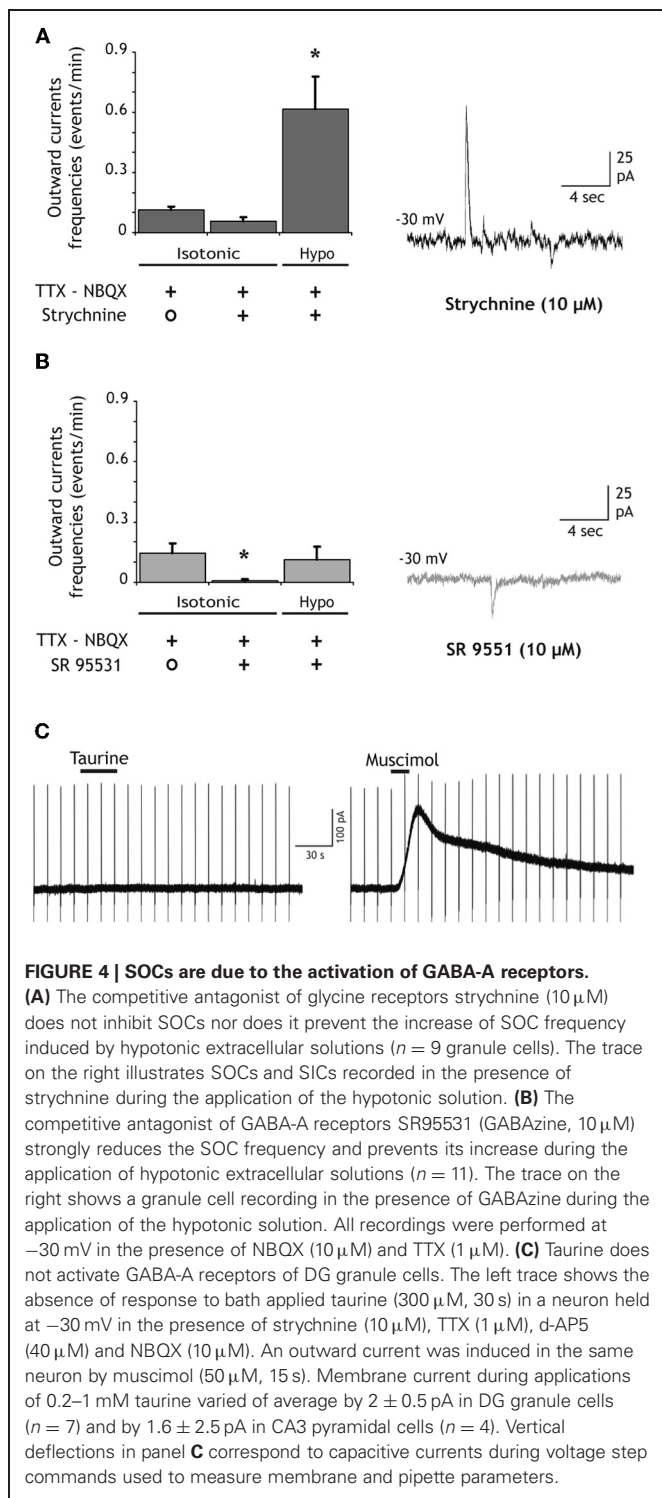 A
Outward currents
frequencies (events/min)
0.9
0.6
0.3
0
*
Isotonic Hypo
TTX - NBQX + + +
Strychnine o + +
-30 mV
25
pA
4 sec
Strychnine (10 µM)
B
Outward currents
frequencies (events/min)
0.9
0.6
0.3
0
*
Isotonic Hypo
TTX - NBQX + + +
SR 95531 o + +
-30 mV
25
pA
4 sec
SR 9551 (10 µM)
C
Taurine
30 s
100 pA
Muscimol
FIGURE 4 | SOCs are due to the activation of GABA-A receptors.
(A) The competitive antagonist of glycine receptors strychnine (10 µM)
does not inhibit SOCs nor does it prevent the increase of SOC frequency
induced by hypotonic extracellular solutions (n = 9 granule cells). The trace
on the right illustrates SOCs and SICs recorded in the presence of
strychnine during the application of the hypotonic solution. (B) The
competitive antagonist of GABA-A receptors SR95531 (GABAzine, 10 µM)
strongly reduces the SOC frequency and prevents its increase during the
application of hypotonic extracellular solutions (n = 11). The trace on the
right shows a granule cell recording in the presence of GABAzine during the
application of the hypotonic solution. All recordings were performed at
−30 mV in the presence of NBQX (10 µM) and TTX (1 µM). (C) Taurine does
not activate GABA-A receptors of DG granule cells. The left trace shows the
absence of response to bath applied taurine (300 µM, 30 s) in a neuron held
at −30 mV in the presence of strychnine (10 µM), TTX (1 µM), d-AP5
(40 µM) and NBQX (10 µM). An outward current was induced in the same
neuron by muscimol (50 µM, 15 s). Membrane current during applications
of 0.2–1 mM taurine varied of average by 2 ± 0.5 pA in DG granule cells
(n = 7) and by 1.6 ± 2.5 pA in CA3 pyramidal cells (n = 4). Vertical
deflections in panel C correspond to capacitive currents during voltage step
commands used to measure membrane and pipette parameters.